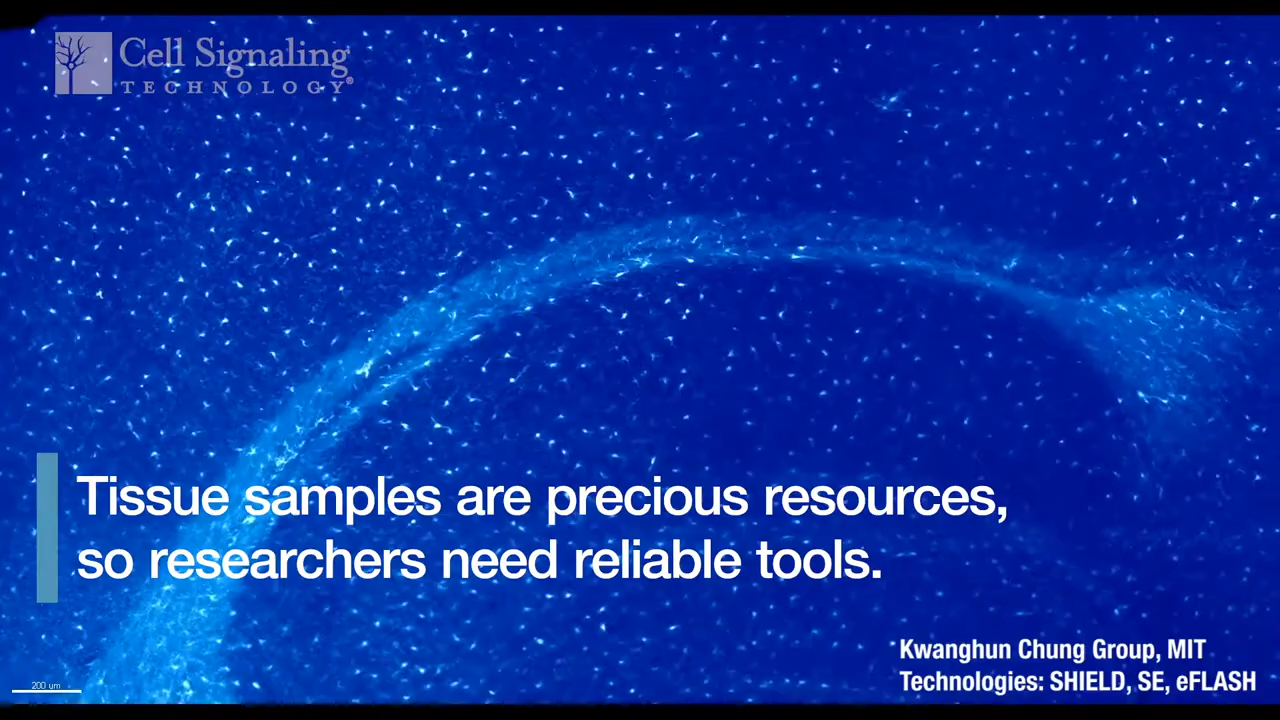 Cell Signaling
TECHNOLOGY®
Tissue samples are precious resources,
so researchers need reliable tools.
Kwanghun Chung Group, MIT
Technologies: SHIELD, SE, eFLASH
200 um